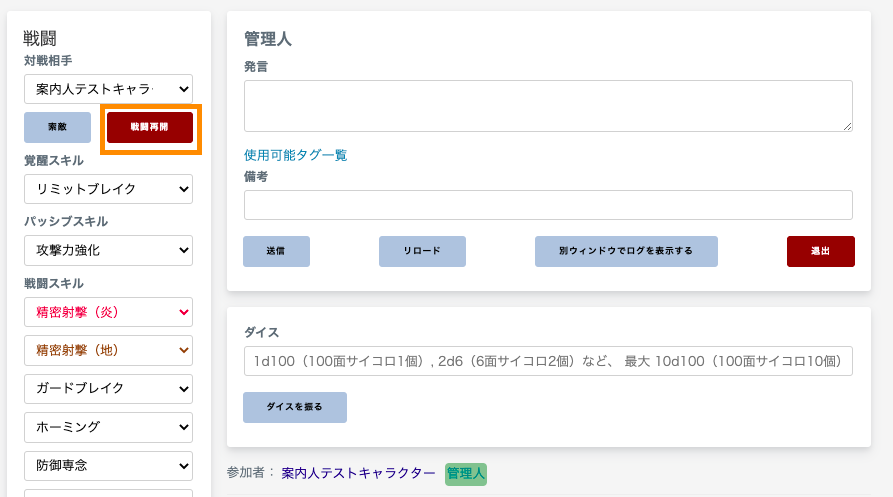 戦闘
対戦相手
案内人テストキャラ
索敵
戦闘再開
覚醒スキル
リミットブレイク
パッシブスキル
攻撃力強化
戦闘スキル
精密射撃（炎）
精密射撃（地）
ガードブレイク
ホーミング
防御専念
管理人
発言
使用可能タグ一覧
備考
送信
リロード
別ウィンドウでログを表示する
退出
ダイス
1d100（100面サイコロ1個）, 2d6（6面サイコロ2個）など、 最大 10d100（100面サイコロ10個）
ダイスを振る
参加者： 案内人テストキャラクター 管理人